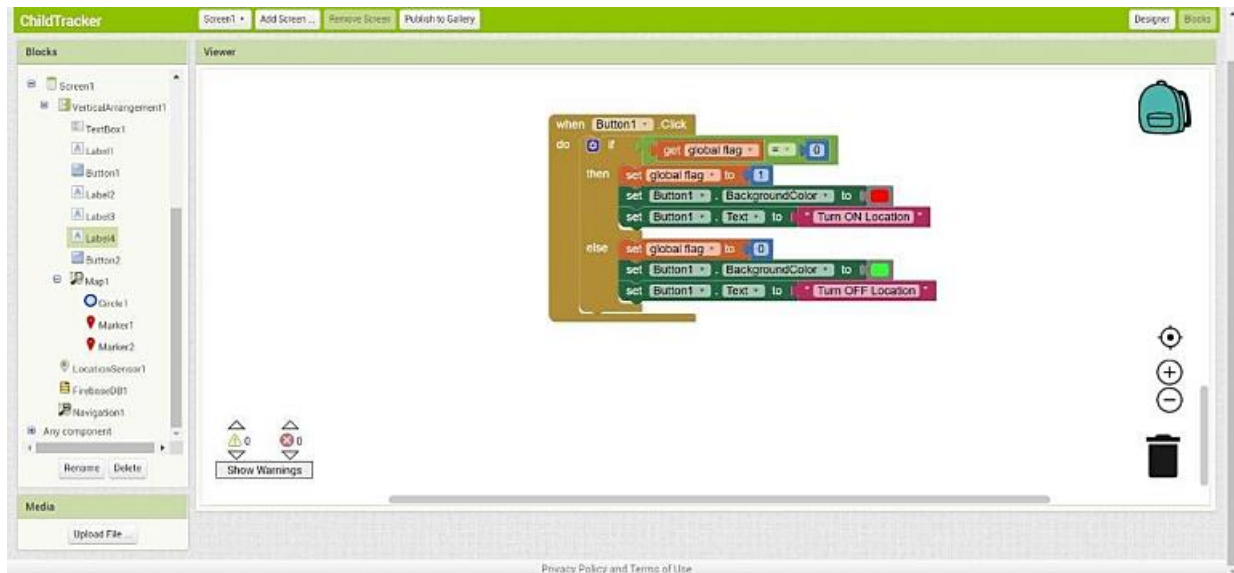 ChildTracker
Screen1
Add Screen ...
Remove Screen
Publish to Gallery
Designer
Blocks
Blocks
Viewer
Screen1
VerticalArrangement1
TextBox1
Label1
Button1
Label2
Label3
Label4
Button2
Map1
Circle1
Marker1
Marker2
LocationSensor1
FirebaseDB1
Navigation1
Any component
Rename
Delete
Media
Upload File ...
when Button1 .Click
do if get global flag = 0
then set global flag to 1
set Button1 . BackgroundColor to
set Button1 . Text to " Turn ON Location "
else set global flag to 0
set Button1 . BackgroundColor to
set Button1 . Text to " Turn OFF Location "
0
0
Show Warnings
Privacy Policy and Terms of Use